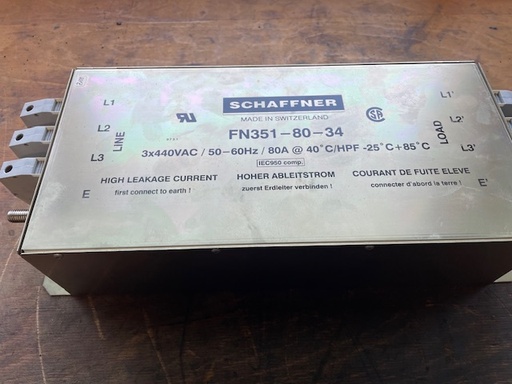 SCHAFFNER
MADE IN SWITZERLAND
FN351-80-34
3x440VAC / 50-60Hz / 80A @ 40°C/HPF -25°C+85°C
IEC950 comp.
HIGH LEAKAGE CURRENT
first connect to earth !
HOHER ABLEITSTROM
zuerst Erdleiter verbinden !
COURANT DE FUITE ELEVE
connecter d'abord la terre !
L1
L2
L3
E
LINE
L1'
L2'
L3'
E'
LOAD